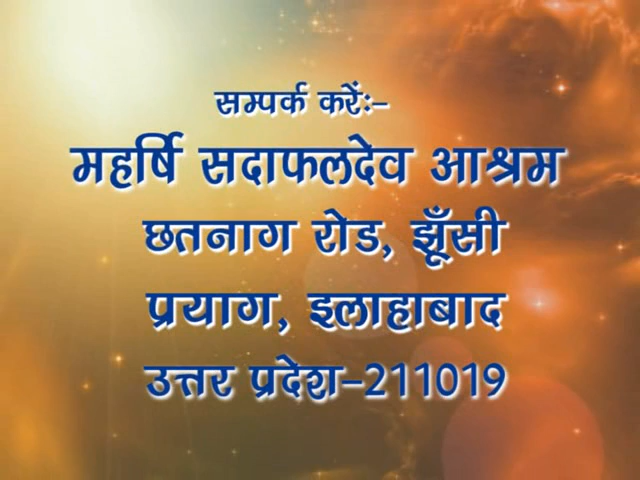 सम्पर्क करें:-
महर्षि सदाफलदेव आश्रम
छतनाग रोड, झूँसी
प्रयाग, इलाहाबाद
उत्तर प्रदेश-211019